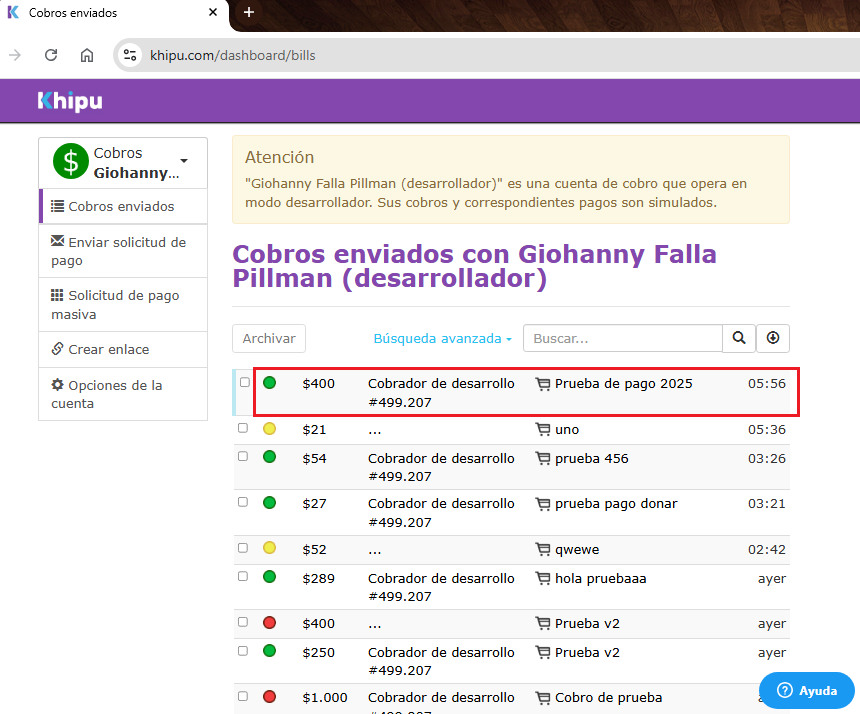 Cobros enviados
khipu.com/dashboard/bills
khipu
Cobros
Giohanny...
Cobros enviados
Enviar solicitud de
pago
Solicitud de pago
masiva
Crear enlace
Opciones de la
cuenta
Atención
"Giohanny Falla Pillman (desarrollador)" es una cuenta de cobro que opera en
modo desarrollador. Sus cobros y correspondientes pagos son simulados.
Cobros enviados con Giohanny Falla
Pillman (desarrollador)
Archivar Búsqueda avanzada Buscar...
$400 Cobrador de desarrollo Prueba de pago 2025 05:56
#499.207
$21 ... uno 05:36
$54 Cobrador de desarrollo prueba 456 03:26
#499.207
$27 Cobrador de desarrollo prueba pago donar 03:21
#499.207
$52 ... qwewe 02:42
$289 Cobrador de desarrollo hola pruebaaa ayer
#499.207
$400 ... Prueba v2 ayer
$250 Cobrador de desarrollo Prueba v2 ayer
#499.207
$1.000 Cobrador de desarrollo Cobro de prueba
Ayuda